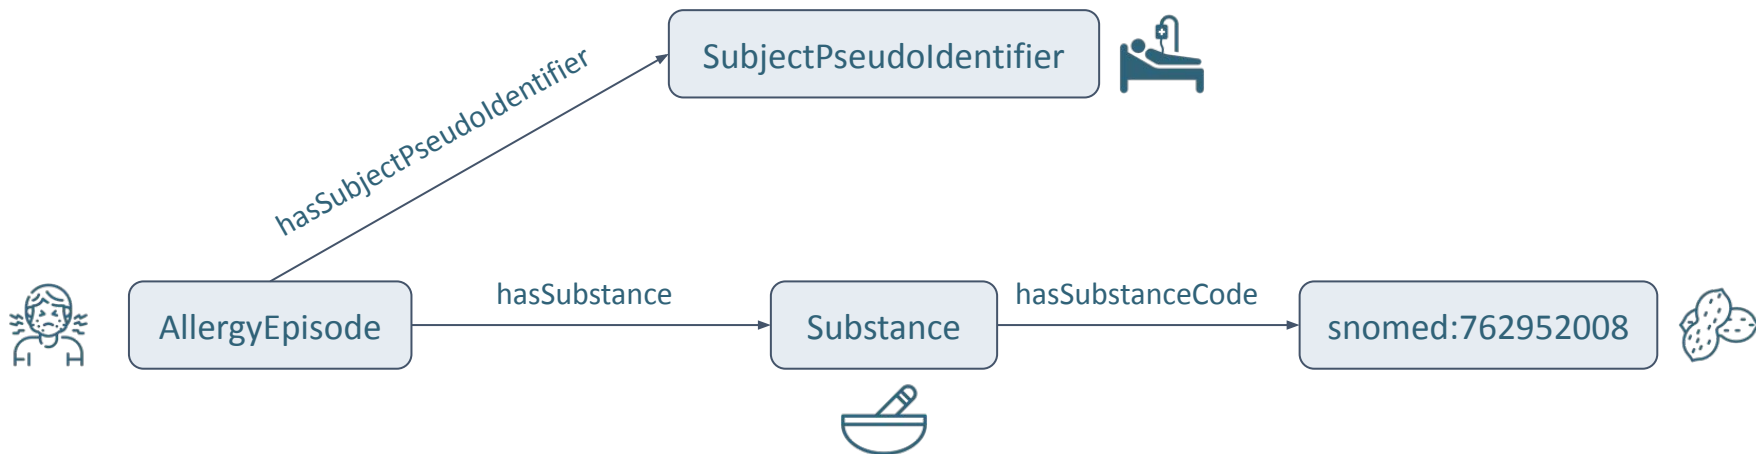 SubjectPseudoIdentifier
hasSubjectPseudoIdentifier
AllergyEpisode
hasSubstance
Substance
hasSubstanceCode
snomed:762952008